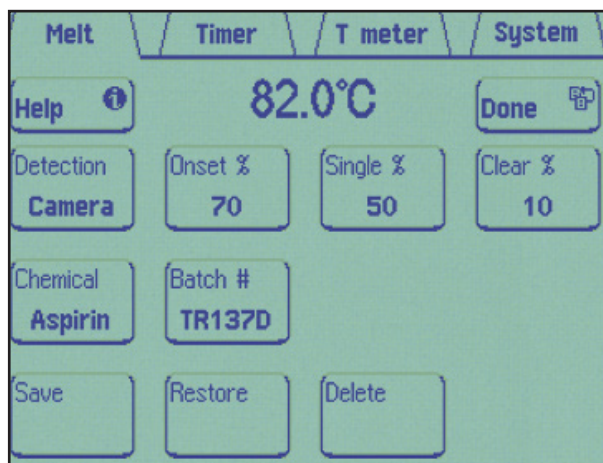 Melt Timer T meter System
Help 82.0°C Done
Detection Onset % Single % Clear %
Camera 70 50 10
Chemical Batch #
Aspirin TR137D
Save Restore Delete